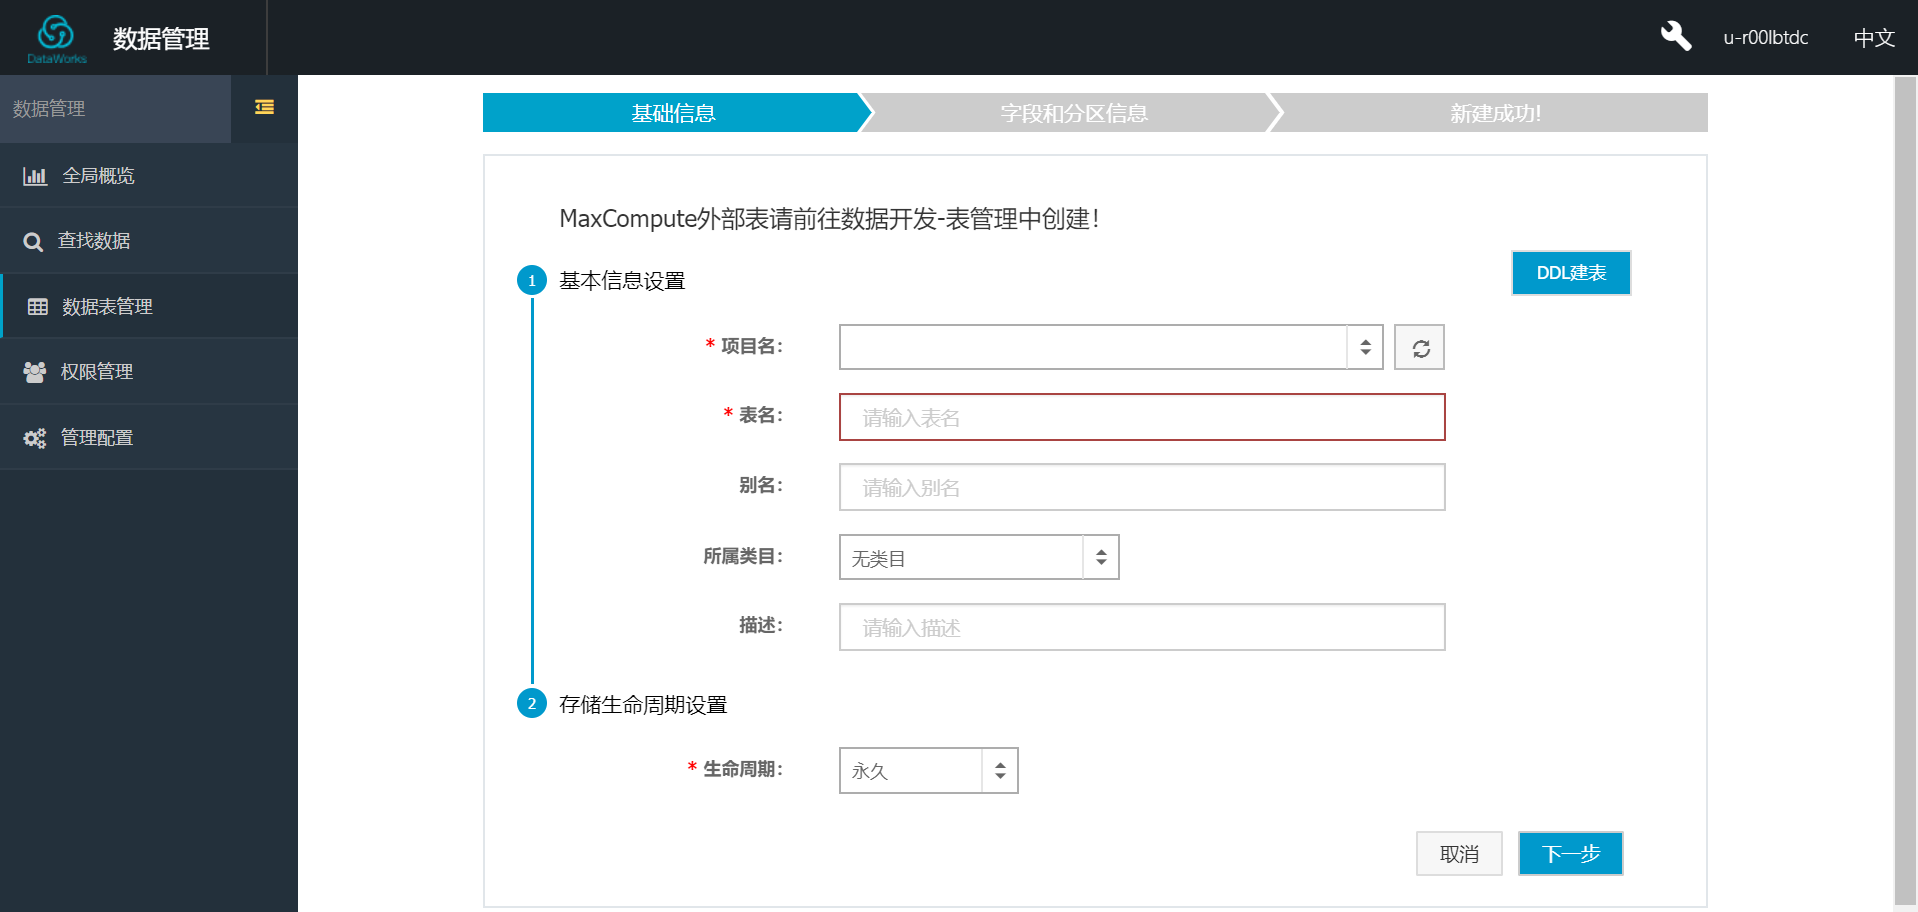 DataWorks
数据管理
u-r00lbtdc
中文
数据管理
全局概览
查找数据
数据表管理
权限管理
管理配置
基础信息
字段和分区信息
新建成功!
MaxCompute外部表请前往数据开发-表管理中创建!
1
基本信息设置
DDL建表
* 项目名:
* 表名:
请输入表名
别名:
请输入别名
所属类目:
无类目
描述:
请输入描述
2
存储生命周期设置
* 生命周期:
永久
取消
下一步